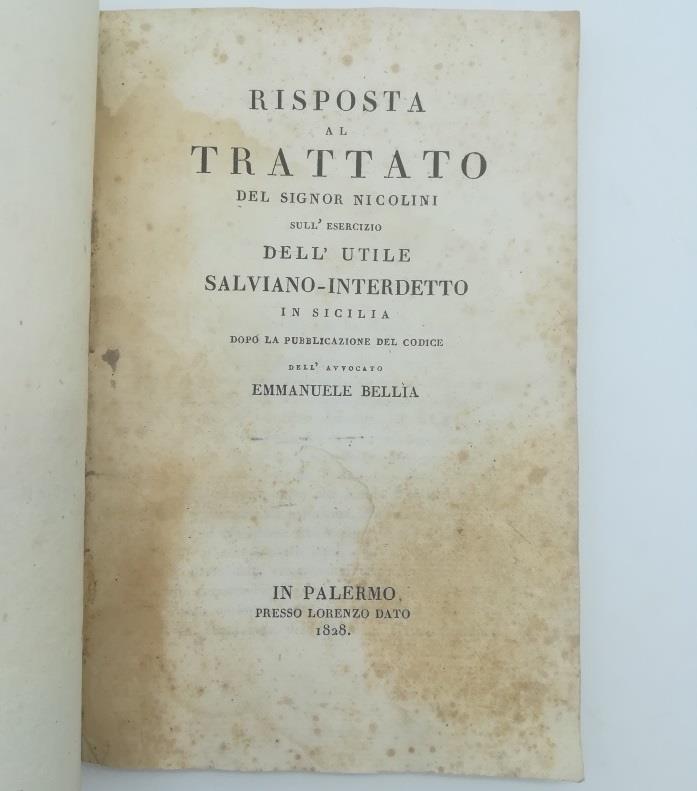 RISPOSTA
AL
TRATTATO
DEL SIGNOR NICOLINI
SULL' ESERCIZIO
DELL' UTILE
SALVIANO-INTERDETTO
IN SICILIA
DOPO LA PUBBLICAZIONE DEL CODICE
DELL' AVVOCATO
EMMANUELE BELLÌA
IN PALERMO,
PRESSO LORENZO DATO
1828.